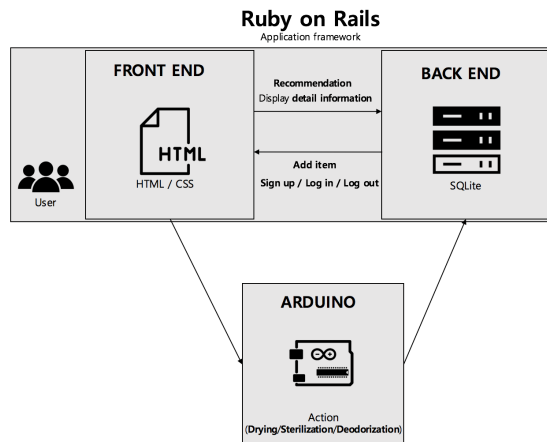 Ruby on Rails
Application framework
FRONT END
HTML
HTML / CSS
User
Recommendation
Display detail information
Add item
Sign up / Log in / Log out
BACK END
SQLite
ARDUINO
Action
(Drying/Sterilization/Deodorization)